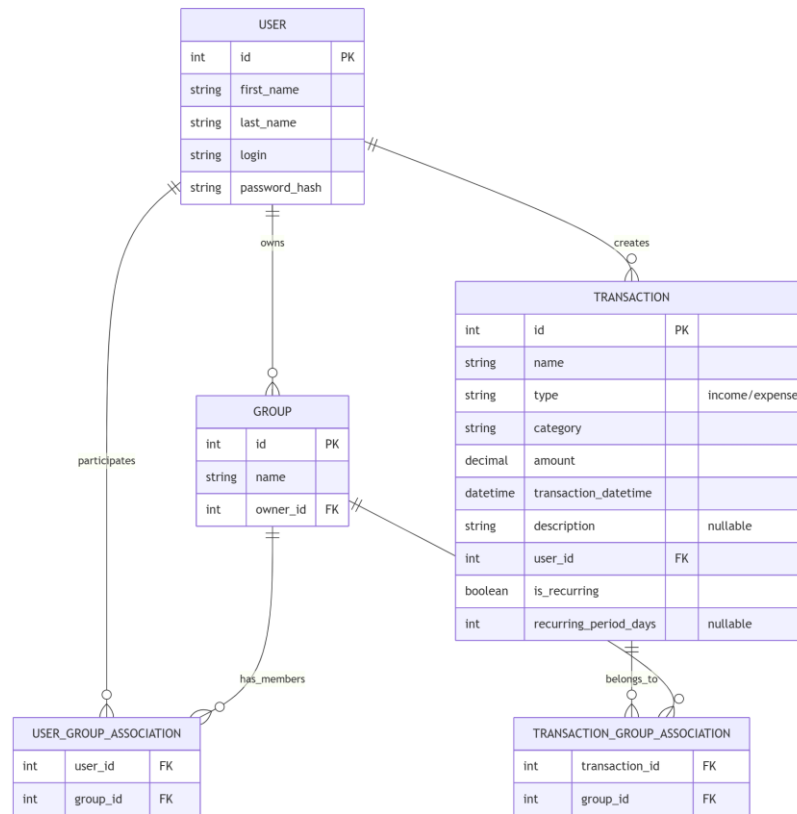 USER
int id PK
string first_name
string last_name
string login
string password_hash
owns
creates
TRANSACTION
int id PK
string name
string type income/expense
string category
decimal amount
datetime transaction_datetime
string description nullable
int user_id FK
boolean is_recurring
int recurring_period_days nullable
GROUP
int id PK
string name
int owner_id FK
participates
has_members
belongs_to
USER_GROUP_ASSOCIATION
int user_id FK
int group_id FK
TRANSACTION_GROUP_ASSOCIATION
int transaction_id FK
int group_id FK